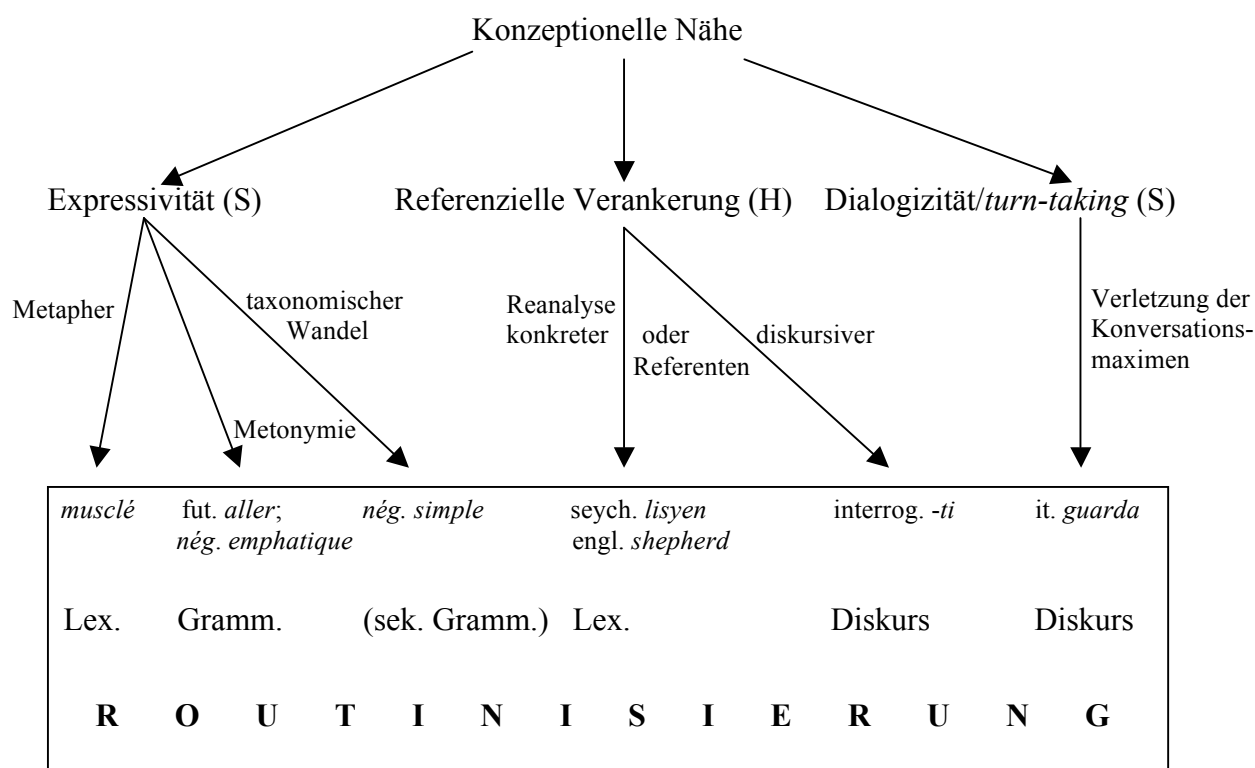 Konzeptionelle Nähe
Expressivität (S) Referenzielle Verankerung (H) Dialogizität/turn-taking (S)
Metapher
taxonomischer
Wandel
Metonymie
Reanalyse
konkreter oder diskursiver
Referenten
Verletzung der
Konversations-
maximen
musclé fut. aller; nég. simple seych. lisyen interrog. -ti it. guarda
nég. emphatique engl. shepherd
Lex. Gramm. (sek. Gramm.) Lex. Diskurs Diskurs
R O U T I N I S I E R U N G